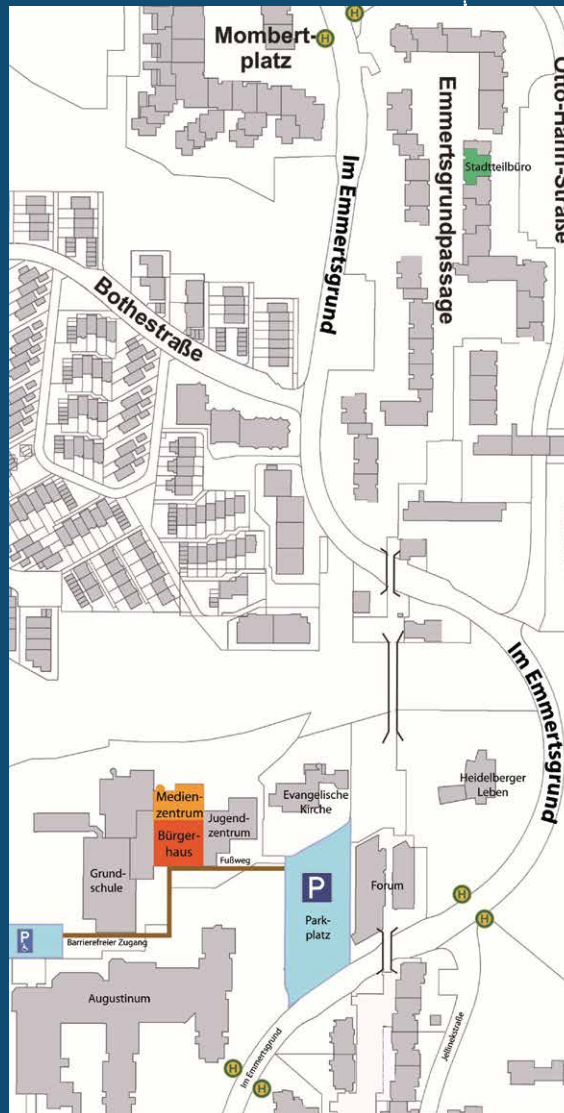 H
H
Mombert-
platz
Im Emmertsgrund
Emmertsgrundpassage
Stadtteilbüro
Otto-Hahn-Straße
Bothestraße
Im Emmertsgrund
Heidelberger
Leben
Evangelische
Kirche
Medien-
zentrum
Bürger-
haus
Jugend-
zentrum
Grund-
schule
Fußweg
P
Park-
platz
Forum
P
Barrierefreier Zugang
Augustinum
H
H
Im Emmertsgrund
Jellinekstraße
H
H